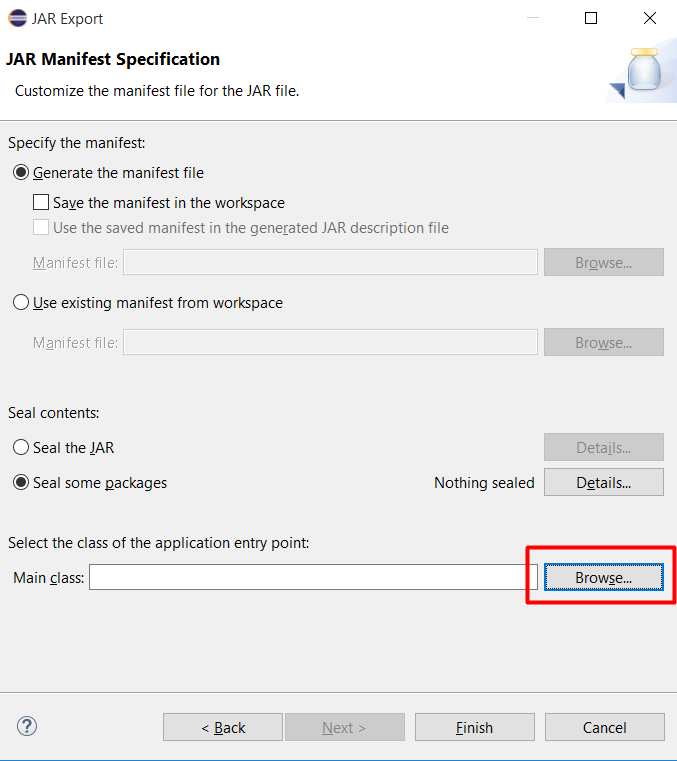 JAR Export
JAR Manifest Specification
Customize the manifest file for the JAR file.
Specify the manifest:
Generate the manifest file
Save the manifest in the workspace
Use the saved manifest in the generated JAR description file
Manifest file: Browse...
Use existing manifest from workspace
Manifest file: Browse...
Seal contents:
Seal the JAR Details...
Seal some packages Nothing sealed Details...
Select the class of the application entry point:
Main class: Browse...
? < Back Next > Finish Cancel